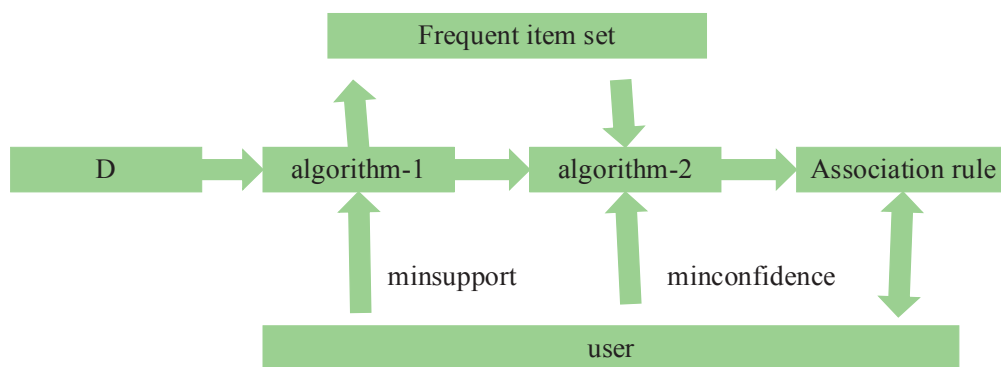 Frequent item set
D
algorithm-1
algorithm-2
Association rule
minsupport
minconfidence
user